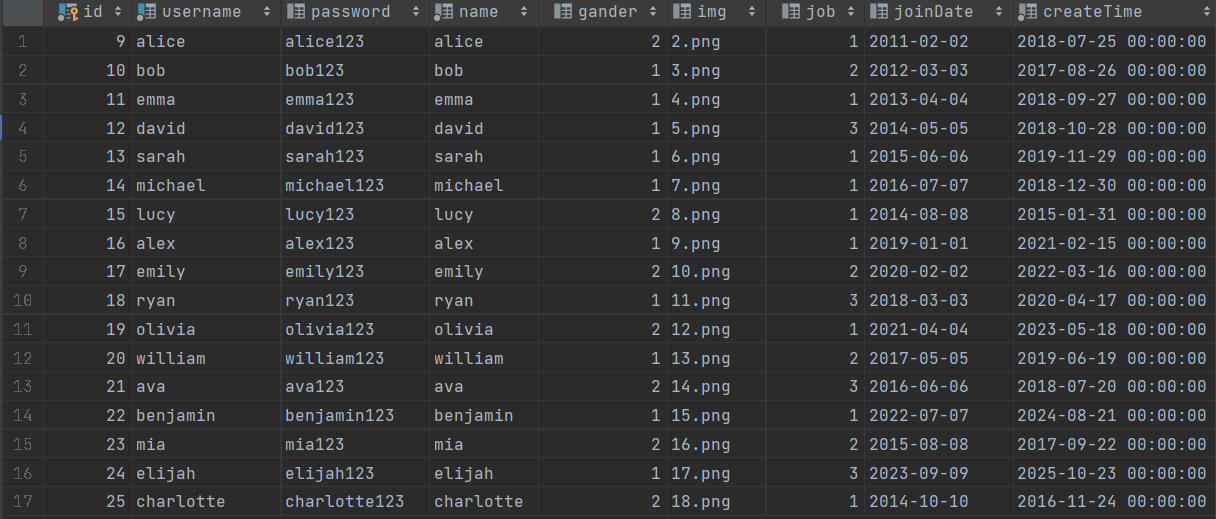 id username password name gander img job joinDate createTime
1 9 alice alice123 alice 2 2.png 1 2011-02-02 2018-07-25 00:00:00
2 10 bob bob123 bob 1 3.png 2 2012-03-03 2017-08-26 00:00:00
3 11 emma emma123 emma 1 4.png 1 2013-04-04 2018-09-27 00:00:00
4 12 david david123 david 1 5.png 3 2014-05-05 2018-10-28 00:00:00
5 13 sarah sarah123 sarah 1 6.png 1 2015-06-06 2019-11-29 00:00:00
6 14 michael michael123 michael 1 7.png 1 2016-07-07 2018-12-30 00:00:00
7 15 lucy lucy123 lucy 2 8.png 1 2014-08-08 2015-01-31 00:00:00
8 16 alex alex123 alex 1 9.png 1 2019-01-01 2021-02-15 00:00:00
9 17 emily emily123 emily 2 10.png 2 2020-02-02 2022-03-16 00:00:00
10 18 ryan ryan123 ryan 1 11.png 3 2018-03-03 2020-04-17 00:00:00
11 19 olivia olivia123 olivia 2 12.png 1 2021-04-04 2023-05-18 00:00:00
12 20 william william123 william 1 13.png 2 2017-05-05 2019-06-19 00:00:00
13 21 ava ava123 ava 2 14.png 3 2016-06-06 2018-07-20 00:00:00
14 22 benjamin benjamin123 benjamin 1 15.png 1 2022-07-07 2024-08-21 00:00:00
15 23 mia mia123 mia 2 16.png 2 2015-08-08 2017-09-22 00:00:00
16 24 elijah elijah123 elijah 1 17.png 3 2023-09-09 2025-10-23 00:00:00
17 25 charlotte charlotte123 charlotte 2 18.png 1 2014-10-10 2016-11-24 00:00:00